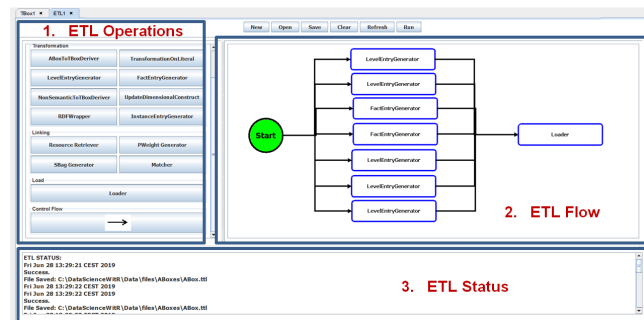 TBox1 × ETL1 ×
New Open Save Clear Refresh Run
1. ETL Operations
Transformation
ABoxToTBoxDeriver TransformationOnLiteral
LevelEntryGenerator FactEntryGenerator
NonSemanticToTBoxDeriver UpdateDimensionalConstruct
RDFWrapper InstanceEntryGenerator
Linking
Resource Retriever PWeight Generator
SBag Generator Matcher
Load
Loader
Control Flow
Start
LevelEntryGenerator
LevelEntryGenerator
FactEntryGenerator
FactEntryGenerator
LevelEntryGenerator
LevelEntryGenerator
LevelEntryGenerator
Loader
2. ETL Flow
ETL STATUS:
Fri Jun 28 13:29:21 CEST 2019
Success.
File Saved: C:\DataScienceWitR\Data\files\ABoxes\ABox.ttl
Fri Jun 28 13:29:22 CEST 2019
Fri Jun 28 13:29:22 CEST 2019
Success.
File Saved: C:\DataScienceWitR\Data\files\ABoxes\ABox.ttl
3. ETL Status